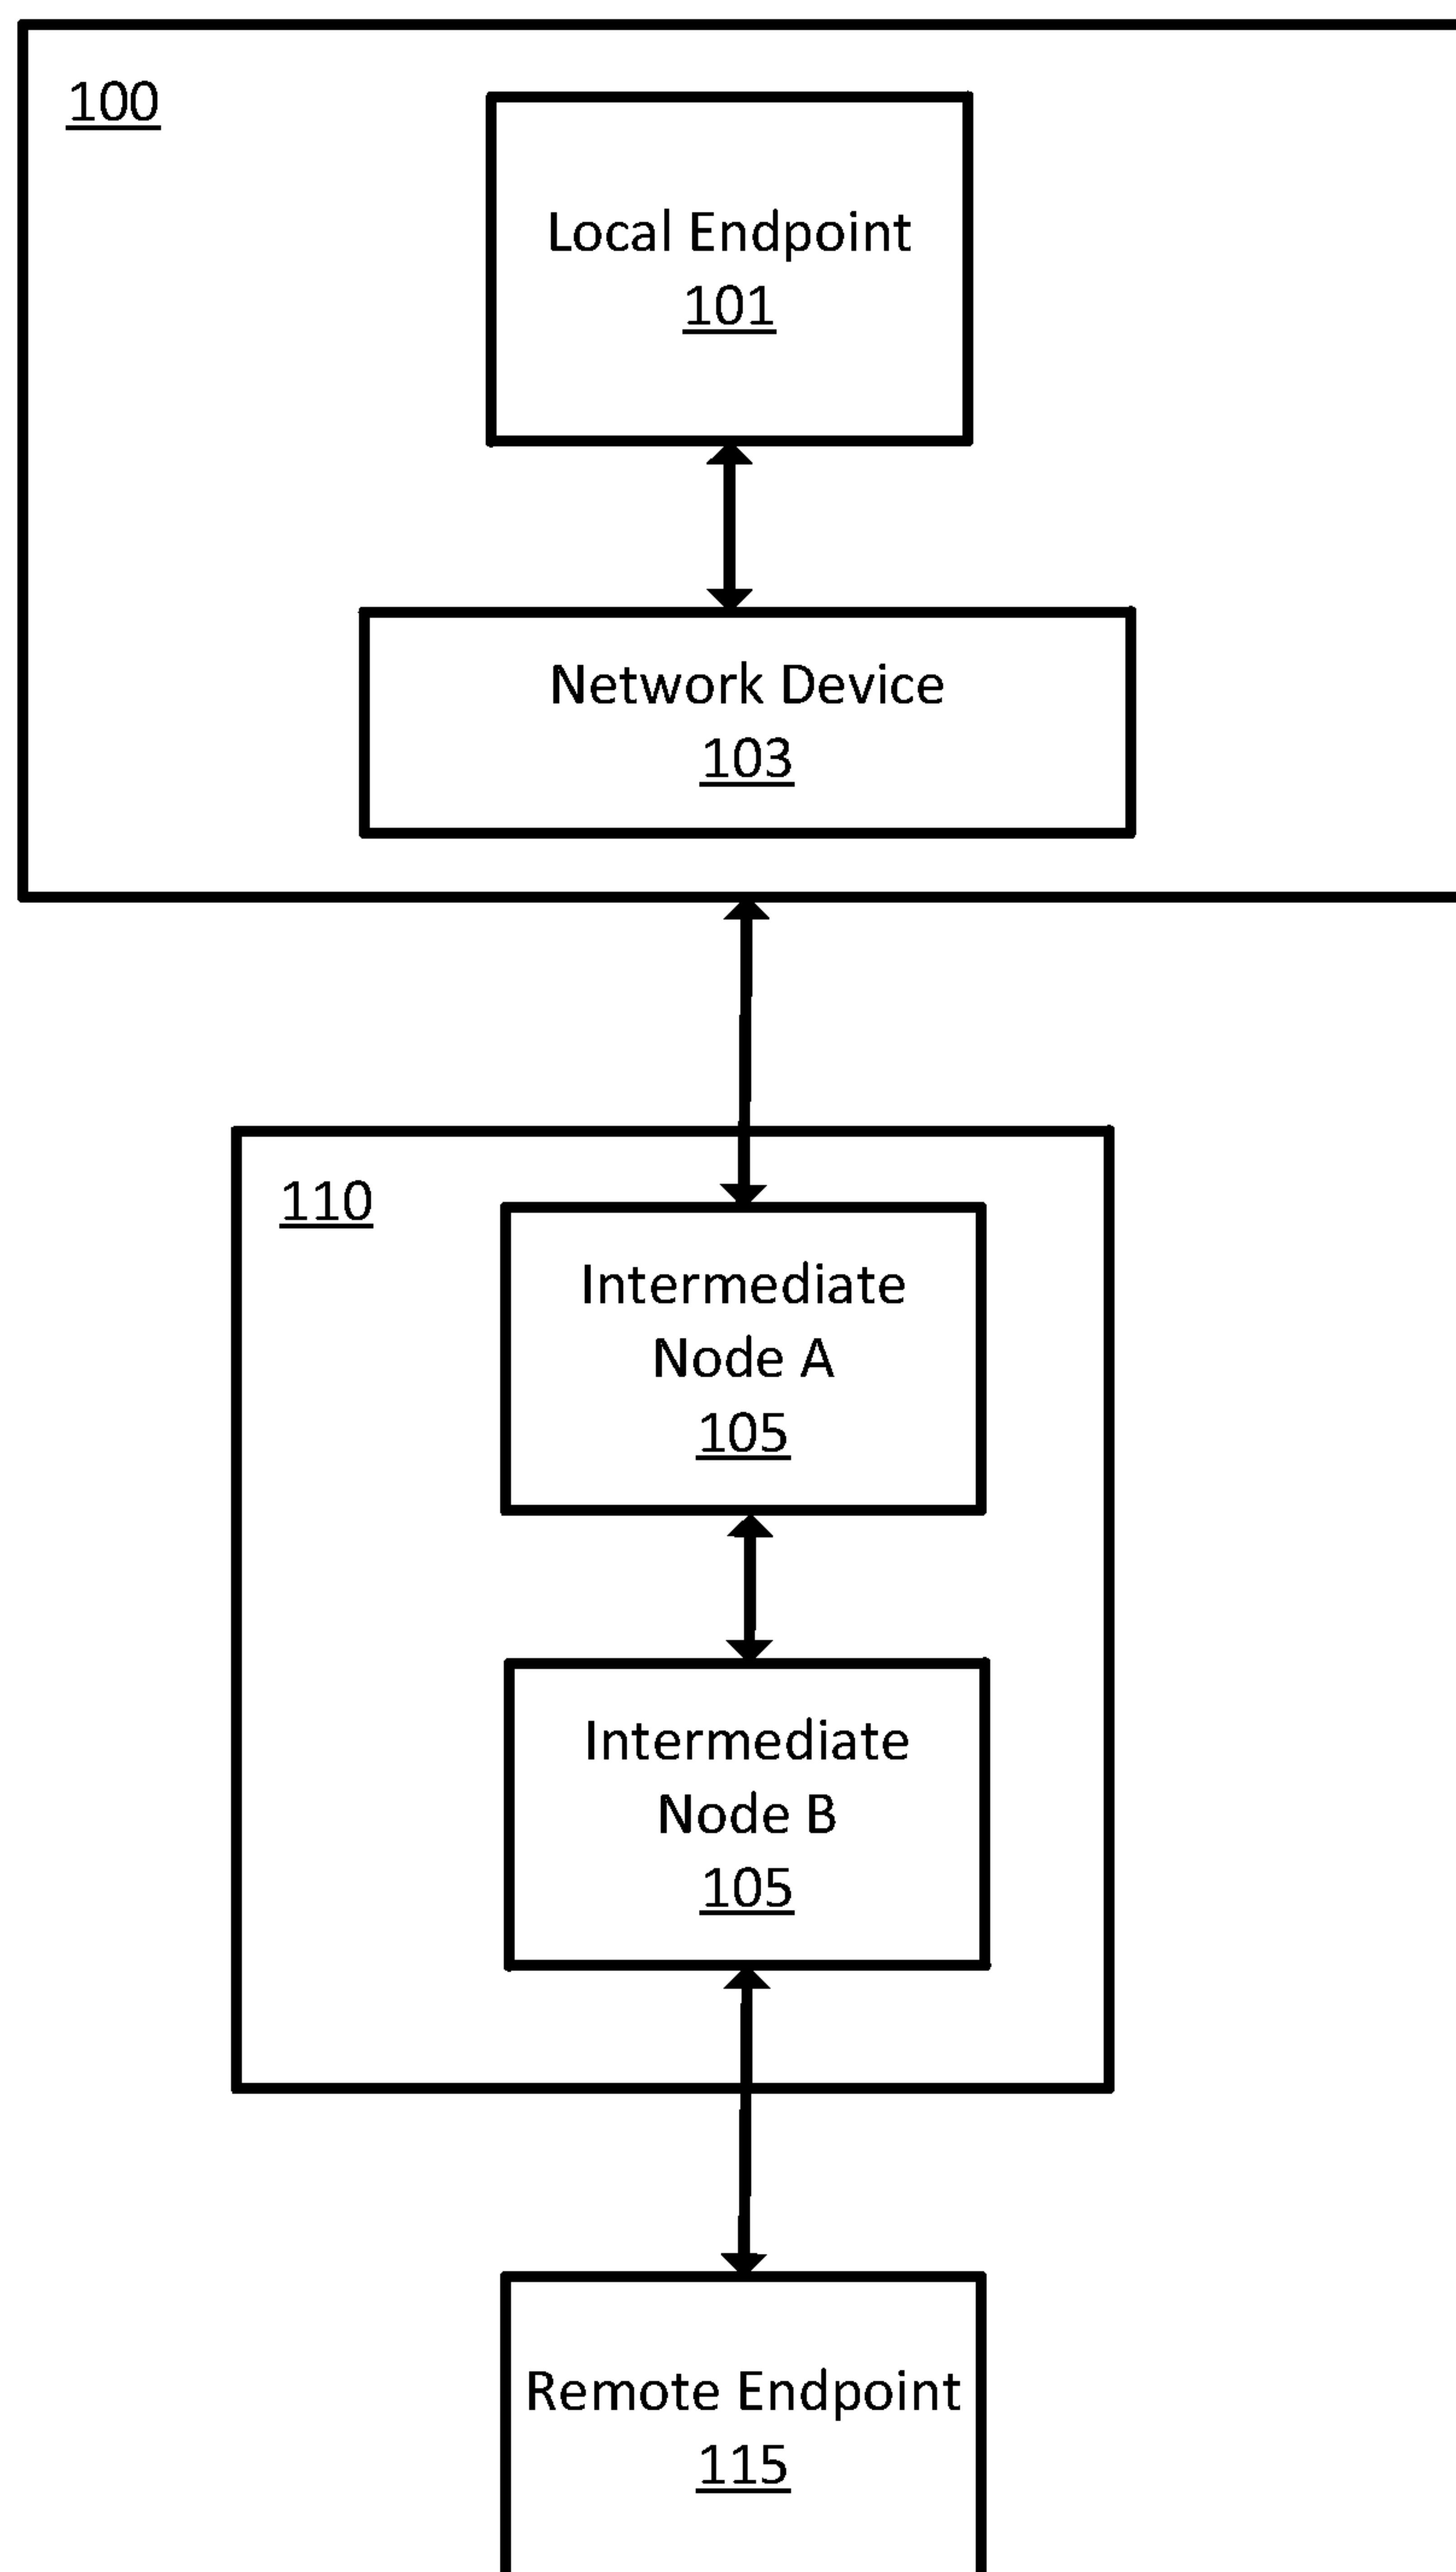 100
Local Endpoint
101
Network Device
103
110
Intermediate
Node A
105
Intermediate
Node B
105
Remote Endpoint
115